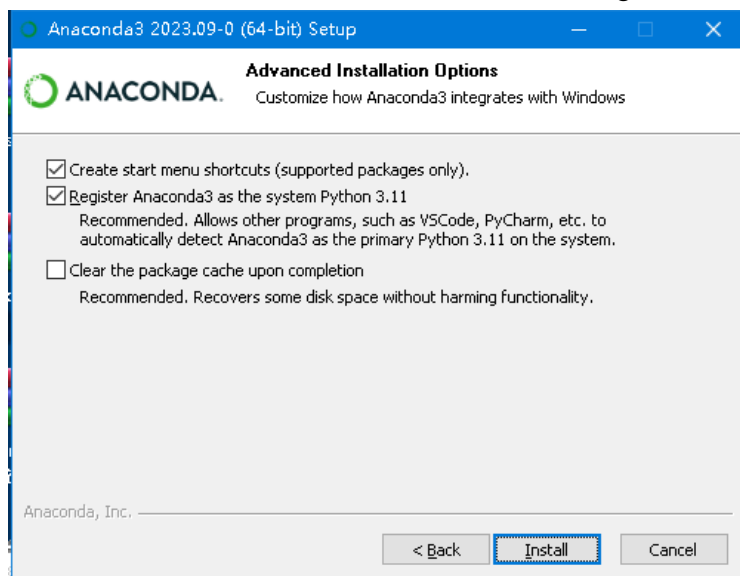 Anaconda3 2023.09-0 (64-bit) Setup
ANACONDA.
Advanced Installation Options
Customize how Anaconda3 integrates with Windows
Create start menu shortcuts (supported packages only).
Register Anaconda3 as the system Python 3.11
Recommended. Allows other programs, such as VSCode, PyCharm, etc. to
automatically detect Anaconda3 as the primary Python 3.11 on the system.
Clear the package cache upon completion
Recommended. Recovers some disk space without harming functionality.
Anaconda, Inc.
< Back
Install
Cancel